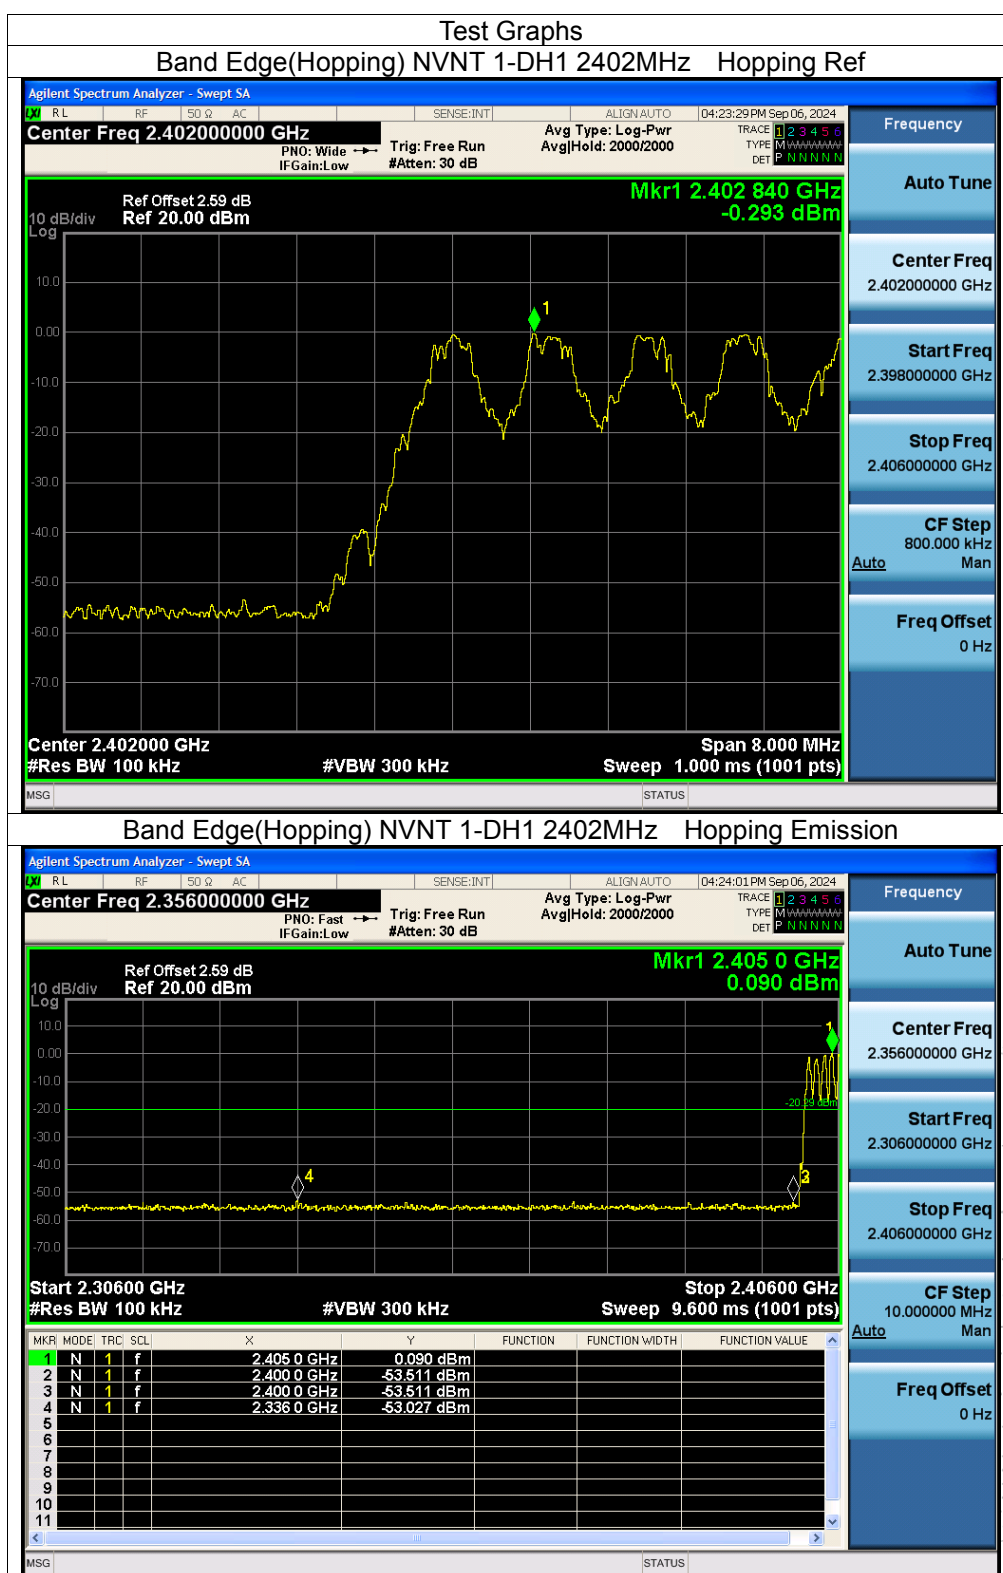 Test Graphs
Band Edge(Hopping) NVNT 1-DH1 2402MHz Hopping Ref
Agilent Spectrum Analyzer - Swept SA
LXI RL RF 50 Ω AC SENSE:INT ALIGNAUTO 04:23:29 PM Sep 06, 2024
Center Freq 2.402000000 GHz
PNO: Wide
IFGain:Low
Trig: Free Run
#Atten: 30 dB
Avg Type: Log-Pwr
Avg|Hold: 2000/2000
TRACE 1 2 3 4 5 6
TYPE M WWWWW
DET P N N N N N
Frequency
Auto Tune
Center Freq
2.402000000 GHz
Start Freq
2.398000000 GHz
Stop Freq
2.406000000 GHz
CF Step
800.000 kHz
Auto Man
Freq Offset
0 Hz
Mkr1 2.402 840 GHz
-0.293 dBm
Ref Offset 2.59 dB
10 dB/div Ref 20.00 dBm
Log
10.0
0.00
-10.0
-20.0
-30.0
-40.0
-50.0
-60.0
-70.0
1
Center 2.402000 GHz Span 8.000 MHz
#Res BW 100 kHz #VBW 300 kHz Sweep 1.000 ms (1001 pts)
MSG STATUS
Band Edge(Hopping) NVNT 1-DH1 2402MHz Hopping Emission
Agilent Spectrum Analyzer - Swept SA
LXI RL RF 50 Ω AC SENSE:INT ALIGNAUTO 04:24:01 PM Sep 06, 2024
Center Freq 2.356000000 GHz
PNO: Fast
IFGain:Low
Trig: Free Run
#Atten: 30 dB
Avg Type: Log-Pwr
Avg|Hold: 2000/2000
TRACE 1 2 3 4 5 6
TYPE M WWWWW
DET P N N N N N
Frequency
Auto Tune
Center Freq
2.356000000 GHz
Start Freq
2.306000000 GHz
Stop Freq
2.406000000 GHz
CF Step
10.000000 MHz
Auto Man
Freq Offset
0 Hz
Mkr1 2.405 0 GHz
0.090 dBm
Ref Offset 2.59 dB
10 dB/div Ref 20.00 dBm
Log
10.0
0.00
-10.0
-20.0
-30.0
-40.0
-50.0
-60.0
-70.0
1
-20.29 dBm
4
Start 2.30600 GHz Stop 2.40600 GHz
#Res BW 100 kHz #VBW 300 kHz Sweep 9.600 ms (1001 pts)
MKR MODE TRC SCL X Y FUNCTION FUNCTION WIDTH FUNCTION VALUE
1 N 1 f 2.405 0 GHz 0.090 dBm
2 N 1 f 2.400 0 GHz -53.511 dBm
3 N 1 f 2.400 0 GHz -53.511 dBm
4 N 1 f 2.336 0 GHz -53.027 dBm
5
6
7
8
9
10
11
MSG STATUS